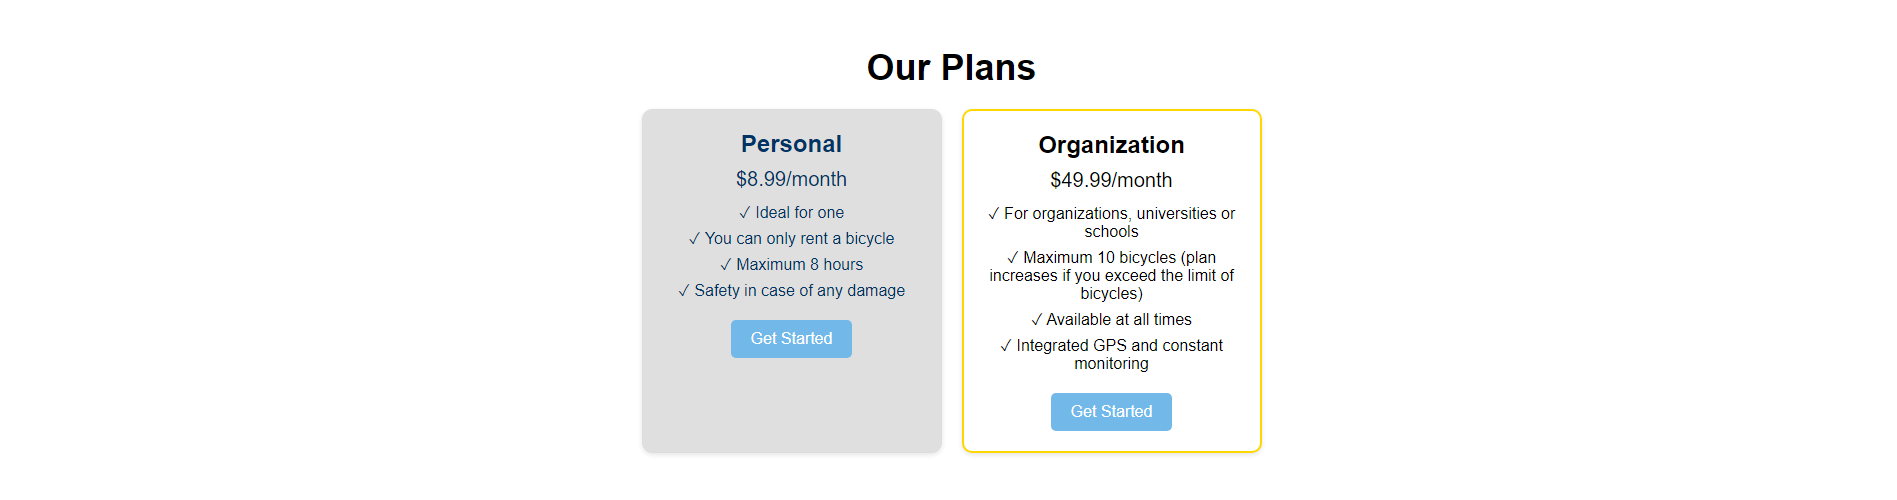 Our Plans
Personal
$8.99/month
✓ Ideal for one
✓ You can only rent a bicycle
✓ Maximum 8 hours
✓ Safety in case of any damage
Get Started
Organization
$49.99/month
✓ For organizations, universities or
schools
✓ Maximum 10 bicycles (plan
increases if you exceed the limit of
bicycles)
✓ Available at all times
✓ Integrated GPS and constant
monitoring
Get Started